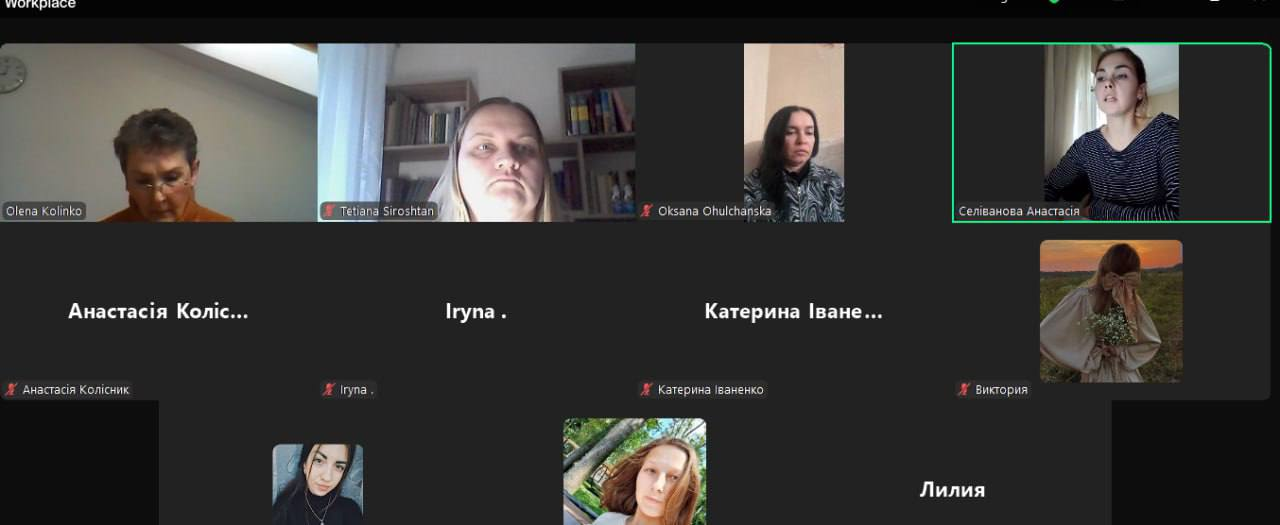 Workplace
Olena Kolinko
Tetiana Siroshtan
Oksana Ohulchanska
Селіванова Анастасія
Анастасія Коліс...
Iryna .
Катерина Іване...
Анастасія Колісник
Iryna .
Катерина Іваненко
Виктория
Лилия